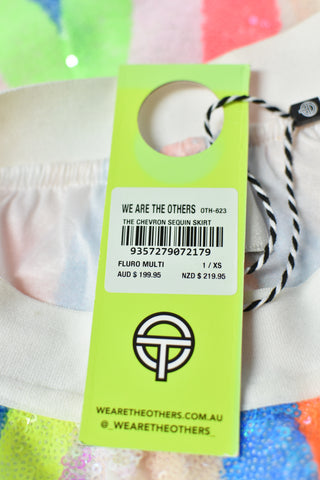 WE ARE THE OTHERS OTH-623
THE CHEVRON SEQUIN SKIRT
9357279072179
FLURO MULTI 1 / XS
AUD $ 199.95 NZD $ 219.95
WEARETHEOTHERS.COM.AU
@_WEARETHEOTHERS_